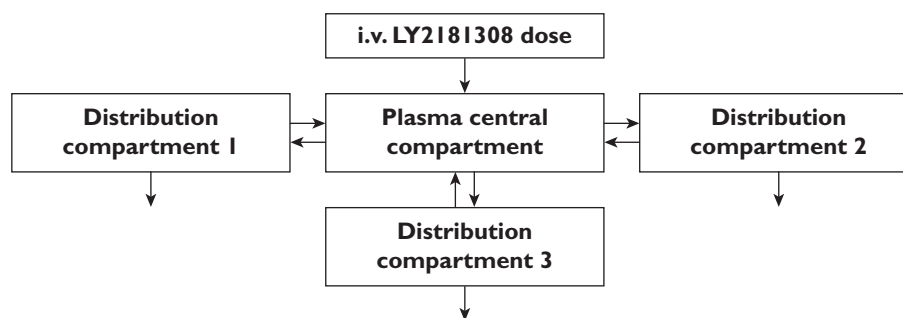 i.v. LY2181308 dose
Distribution
compartment 1
Plasma central
compartment
Distribution
compartment 2
Distribution
compartment 3